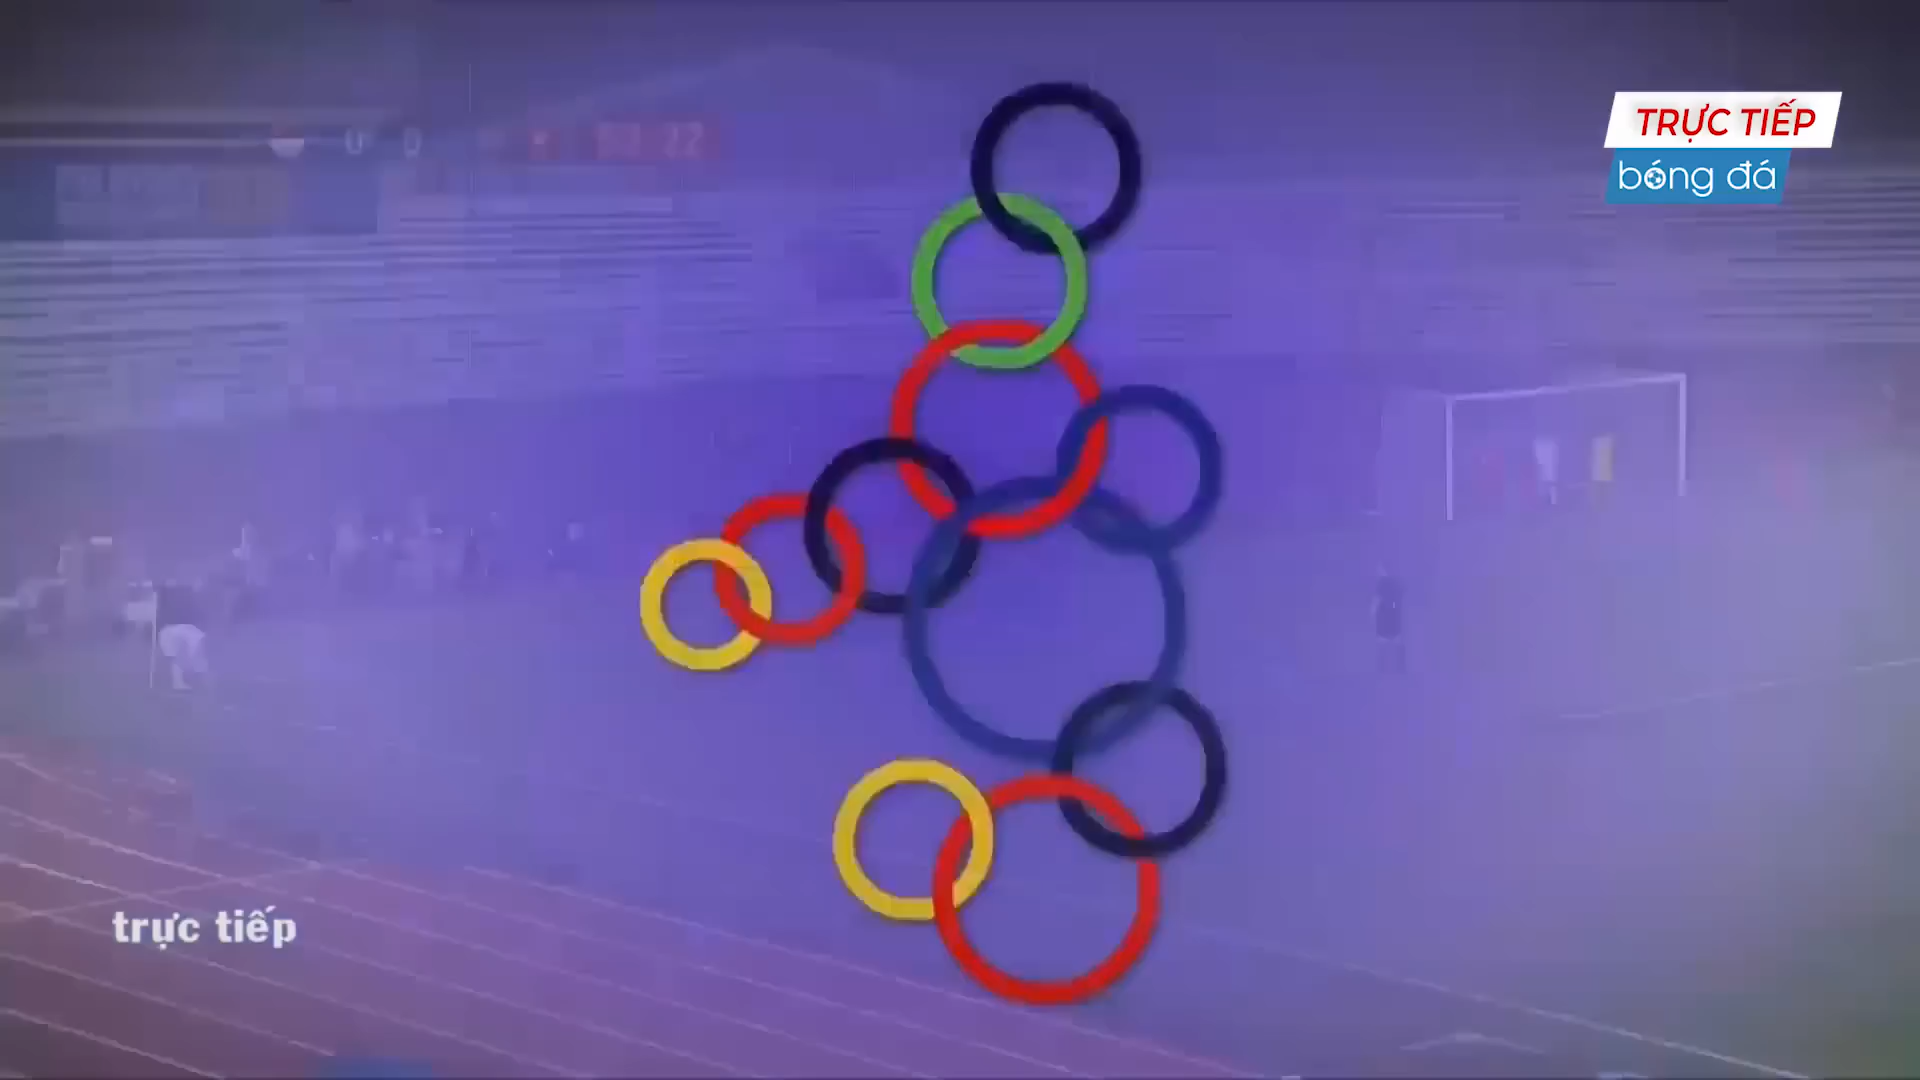 TRỰC TIẾP
bóng đá
trực tiếp